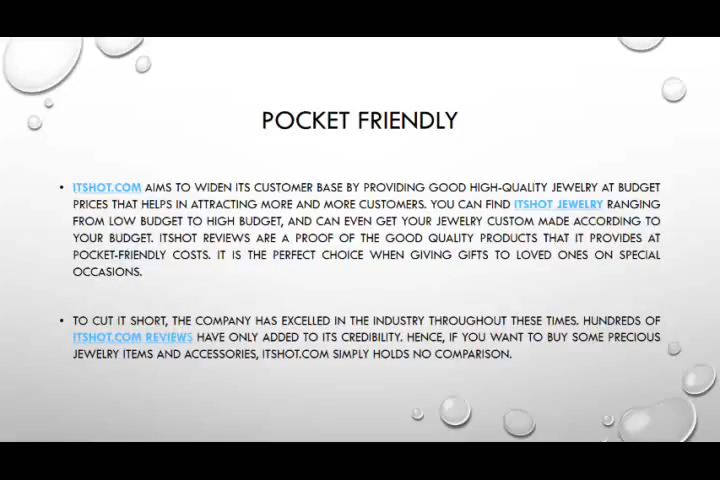 POCKET FRIENDLY
• ITSHOT.COM AIMS TO WIDEN ITS CUSTOMER BASE BY PROVIDING GOOD HIGH-QUALITY JEWELRY AT BUDGET
PRICES THAT HELPS IN ATTRACTING MORE AND MORE CUSTOMERS. YOU CAN FIND ITSHOT JEWELRY RANGING
FROM LOW BUDGET TO HIGH BUDGET, AND CAN EVEN GET YOUR JEWELRY CUSTOM MADE ACCORDING TO
YOUR BUDGET. ITSHOT REVIEWS ARE A PROOF OF THE GOOD QUALITY PRODUCTS THAT IT PROVIDES AT
POCKET-FRIENDLY COSTS. IT IS THE PERFECT CHOICE WHEN GIVING GIFTS TO LOVED ONES ON SPECIAL
OCCASIONS.
• TO CUT IT SHORT, THE COMPANY HAS EXCELLED IN THE INDUSTRY THROUGHOUT THESE TIMES. HUNDREDS OF
ITSHOT.COM REVIEWS HAVE ONLY ADDED TO ITS CREDIBILITY. HENCE, IF YOU WANT TO BUY SOME PRECIOUS
JEWELRY ITEMS AND ACCESSORIES, ITSHOT.COM SIMPLY HOLDS NO COMPARISON.